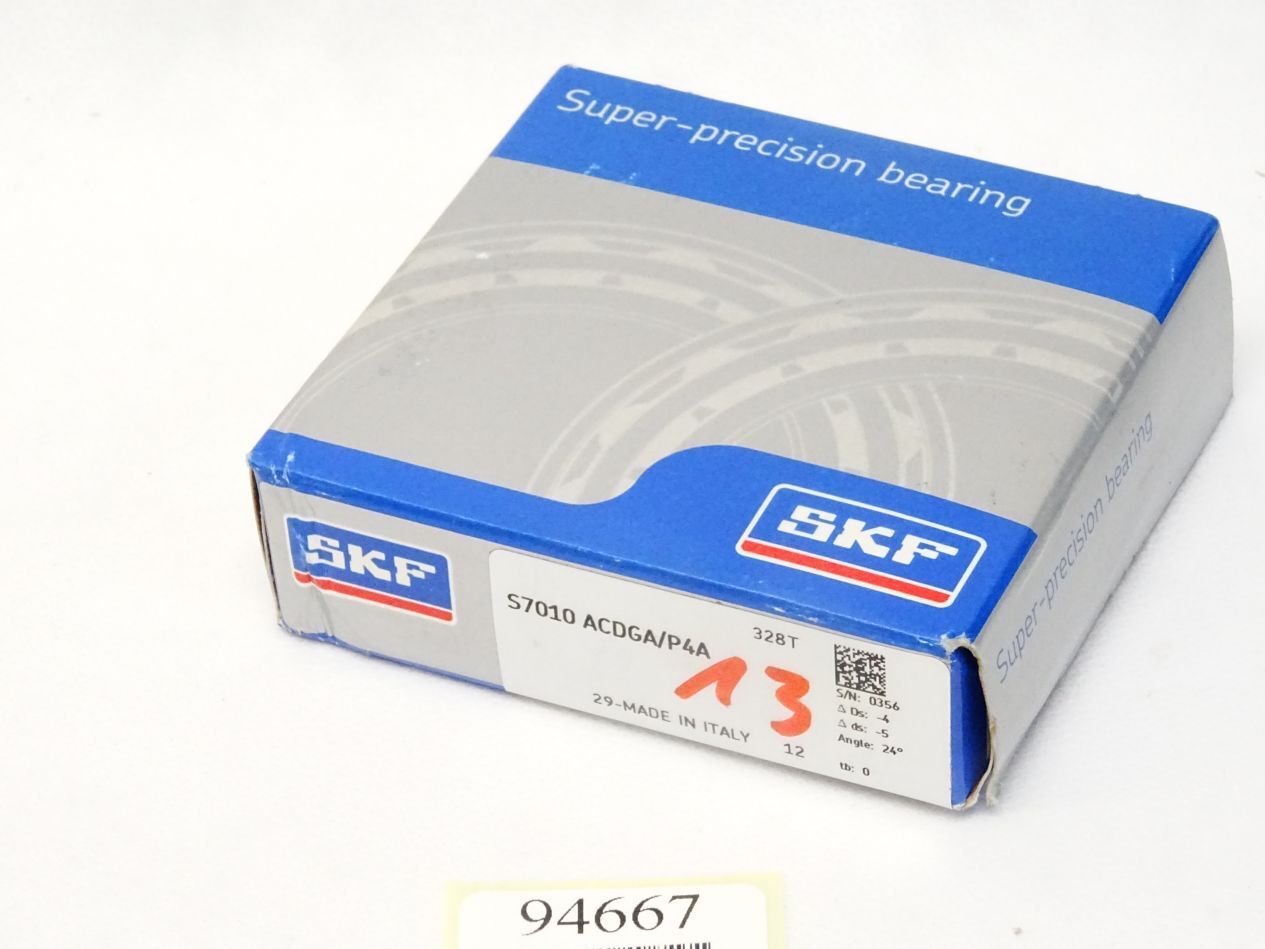 Super-precision bearing
SKF
Super-precision bearing
SKF
S7010 ACDGA/P4A
328T
13
29-MADE IN ITALY
12
S/N: 0356
Δ Ds: -4
Δ ds: -5
Angle: 24°
tb: 0
94667